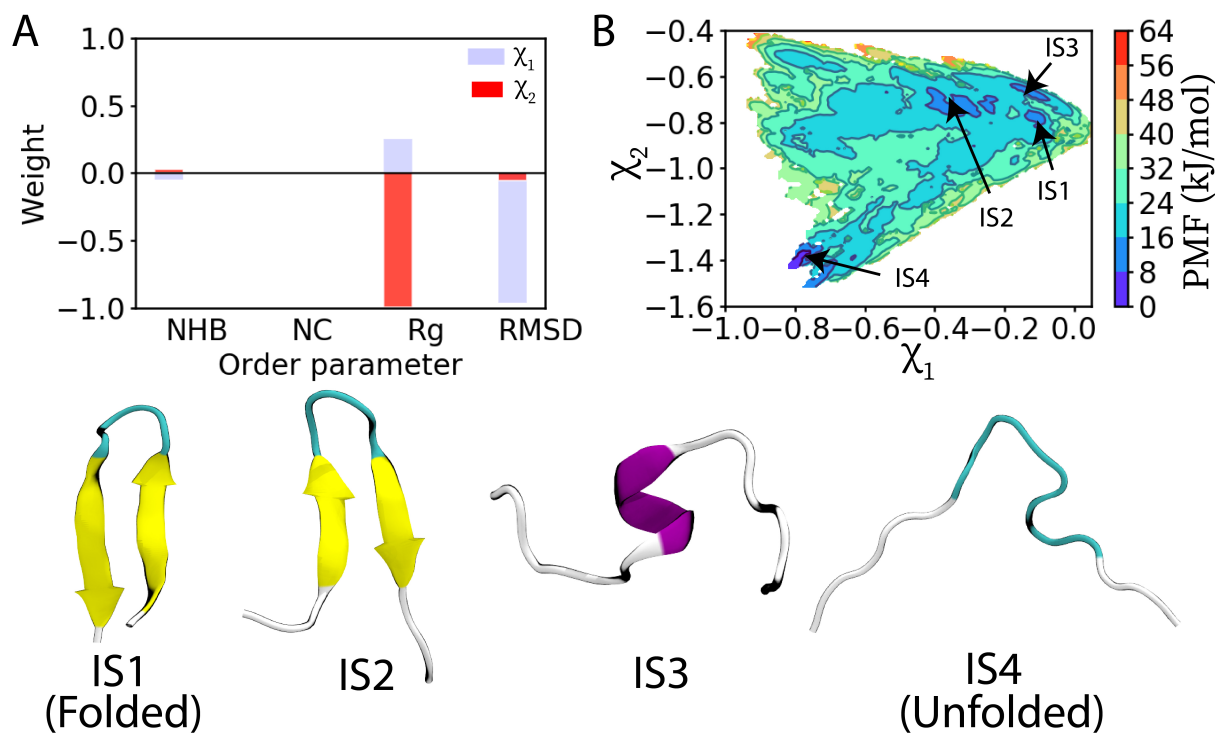 A
1.0
0.5
0.0
−0.5
−1.0
Weight
χ1
χ2
NHB
NC
Rg
RMSD
Order parameter
B
−0.4
−0.6
−0.8
−1.0
−1.2
−1.4
−1.6
χ2
IS3
IS1
IS2
IS4
−1.0
−0.8
−0.6
−0.4
−0.2
0.0
χ1
64
56
48
40
32
24
16
8
0
PMF (kJ/mol)
IS1
(Folded)
IS2
IS3
IS4
(Unfolded)